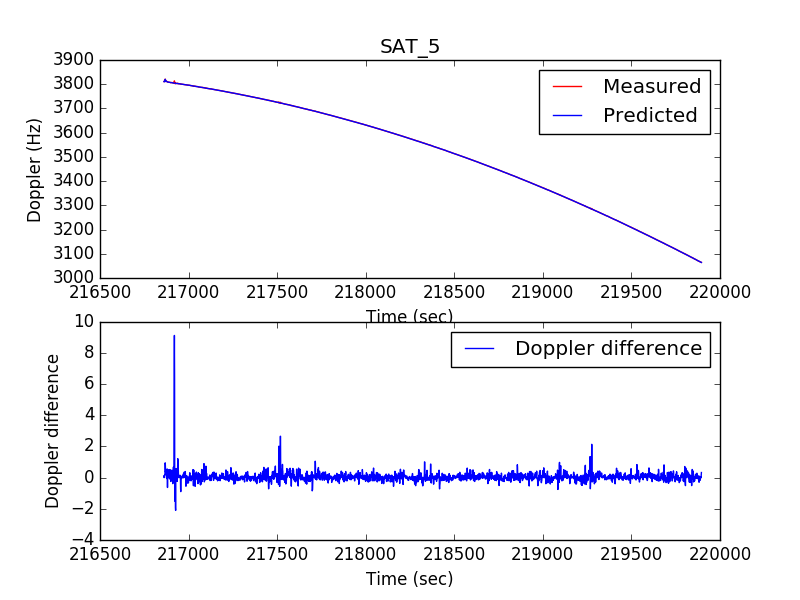 SAT_5
3900
3800
3700
3600
3500
3400
3300
3200
3100
3000
Doppler (Hz)
Measured
Predicted
216500 217000 217500 218000 218500 219000 219500 220000
Time (sec)
10
8
6
4
2
0
−2
−4
Doppler difference
Doppler difference
216500 217000 217500 218000 218500 219000 219500 220000
Time (sec)